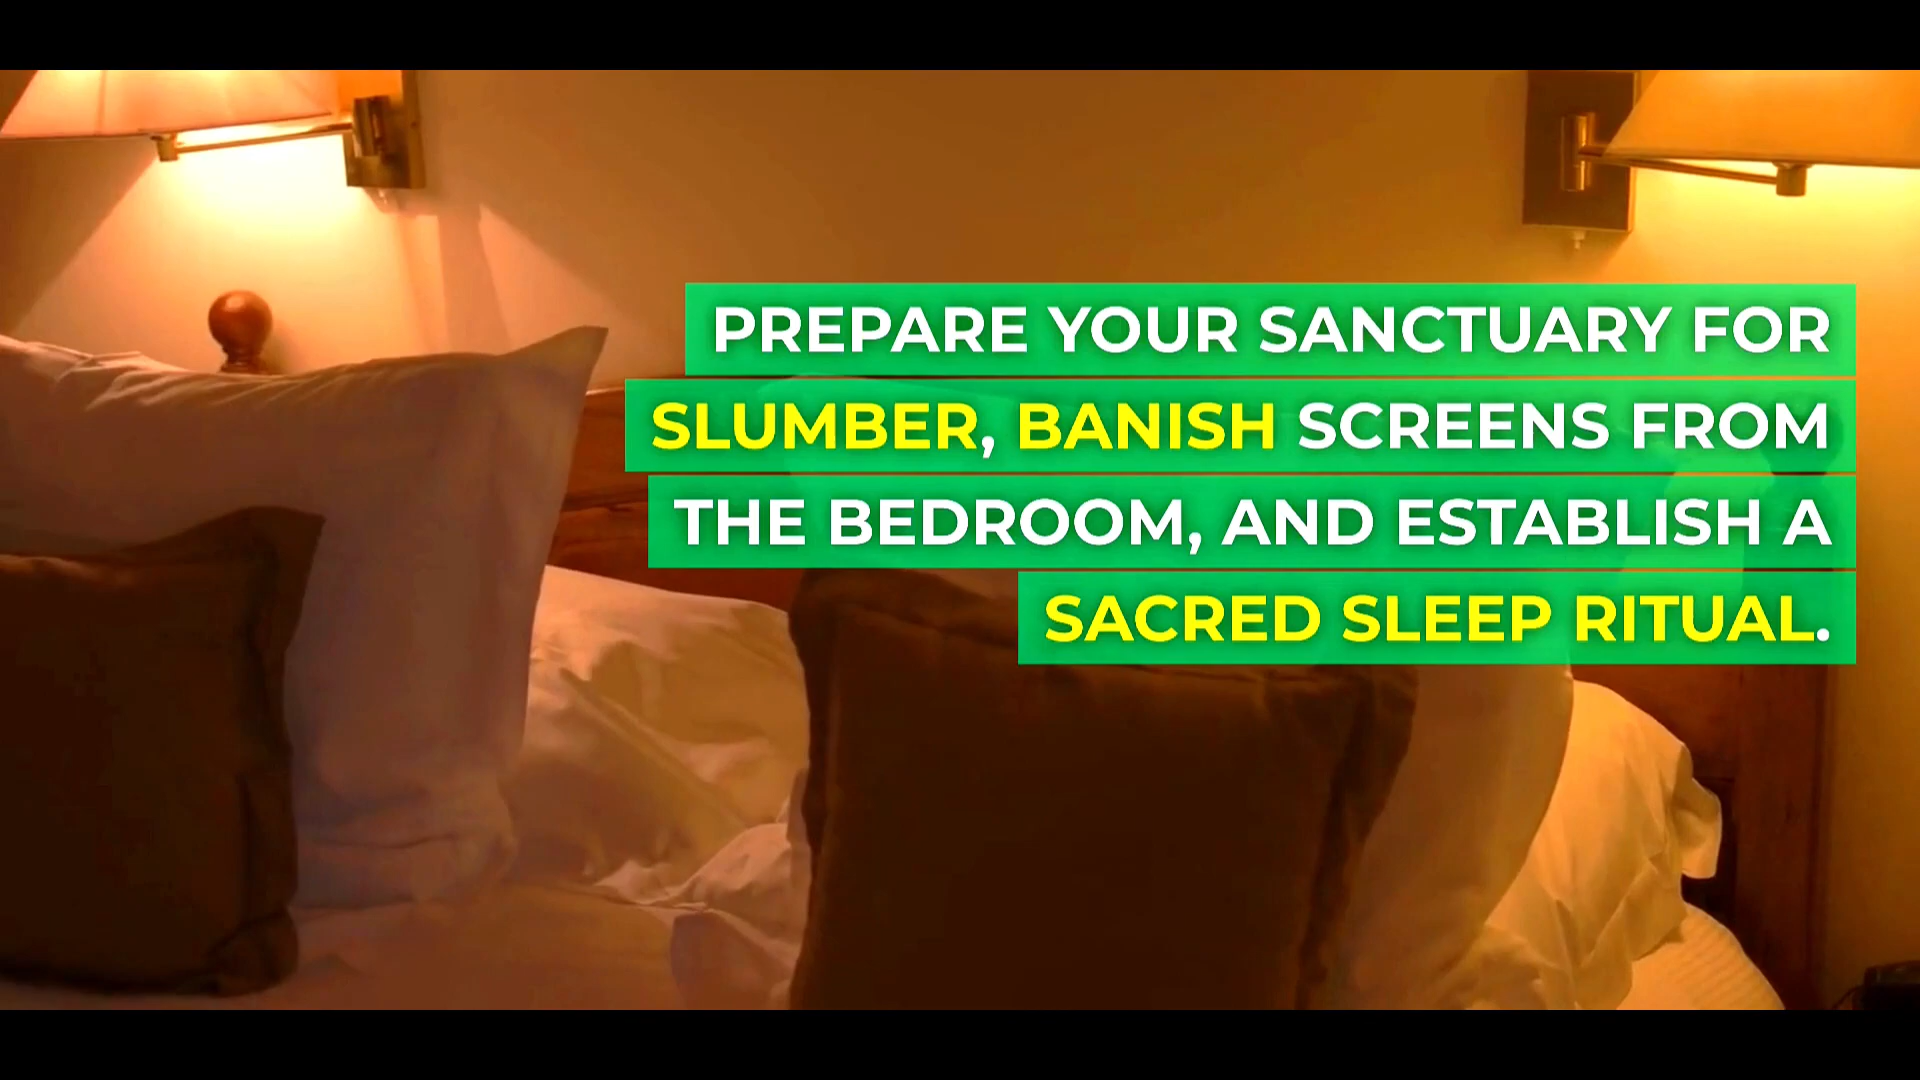 PREPARE YOUR SANCTUARY FOR
SLUMBER, BANISH SCREENS FROM
THE BEDROOM, AND ESTABLISH A
SACRED SLEEP RITUAL.